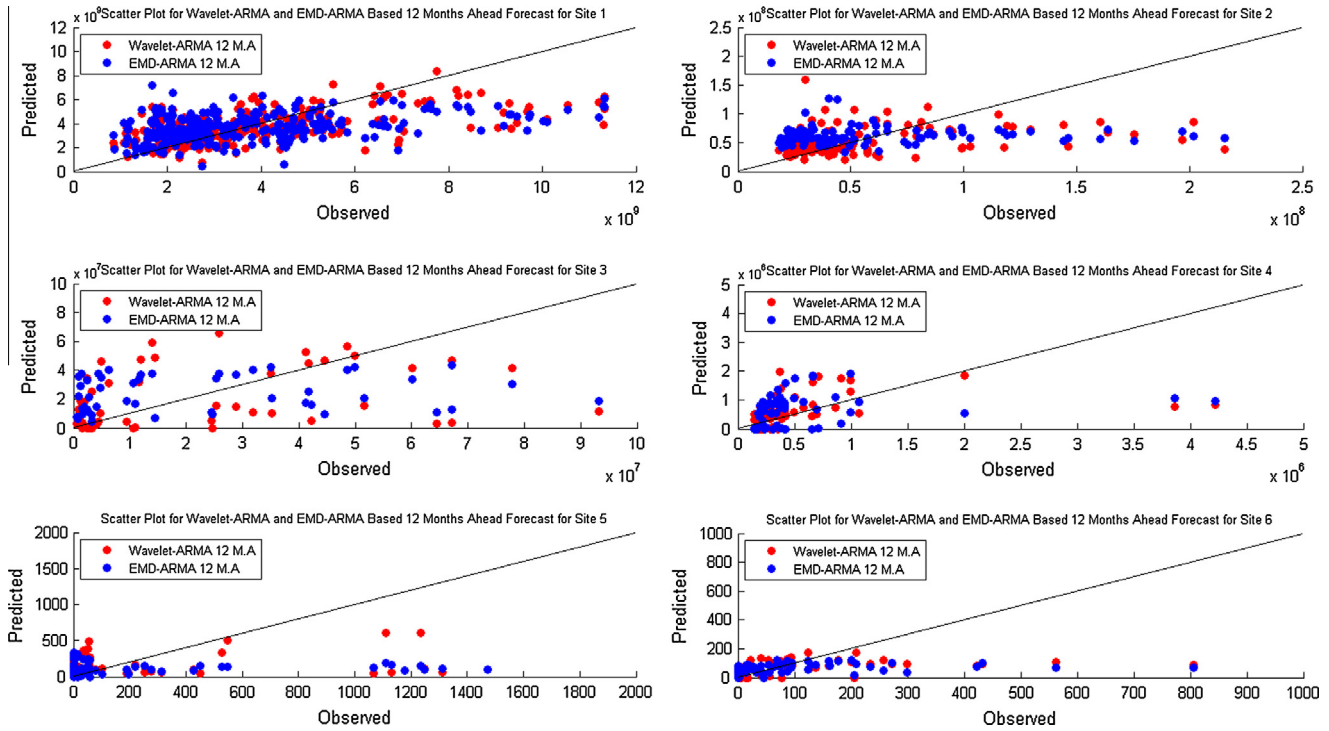 x 10^9 Scatter Plot for Wavelet-ARMA and EMD-ARMA Based 12 Months Ahead Forecast for Site 1
12
10
8
6
4
2
0
Predicted
Wavelet-ARMA 12 M.A
EMD-ARMA 12 M.A
0 2 4 6 8 10 12
Observed
x 10^9
x 10^8 Scatter Plot for Wavelet-ARMA and EMD-ARMA Based 12 Months Ahead Forecast for Site 2
2.5
2
1.5
1
0.5
0
Predicted
Wavelet-ARMA 12 M.A
EMD-ARMA 12 M.A
0 0.5 1 1.5 2 2.5
Observed
x 10^8
x 10^7 Scatter Plot for Wavelet-ARMA and EMD-ARMA Based 12 Months Ahead Forecast for Site 3
10
8
6
4
2
0
Predicted
Wavelet-ARMA 12 M.A
EMD-ARMA 12 M.A
0 2 4 6 8 10
Observed
x 10^7
x 10^6 Scatter Plot for Wavelet-ARMA and EMD-ARMA Based 12 Months Ahead Forecast for Site 4
5
4
3
2
1
0
Predicted
Wavelet-ARMA 12 M.A
EMD-ARMA 12 M.A
0 0.5 1 1.5 2 2.5 3 3.5 4 4.5 5
Observed
x 10^6
Scatter Plot for Wavelet-ARMA and EMD-ARMA Based 12 Months Ahead Forecast for Site 5
2000
1500
1000
500
0
Predicted
Wavelet-ARMA 12 M.A
EMD-ARMA 12 M.A
0 200 400 600 800 1000 1200 1400 1600 1800 2000
Observed
Scatter Plot for Wavelet-ARMA and EMD-ARMA Based 12 Months Ahead Forecast for Site 6
1000
800
600
400
200
0
Predicted
Wavelet-ARMA 12 M.A
EMD-ARMA 12 M.A
0 100 200 300 400 500 600 700 800 900 1000
Observed